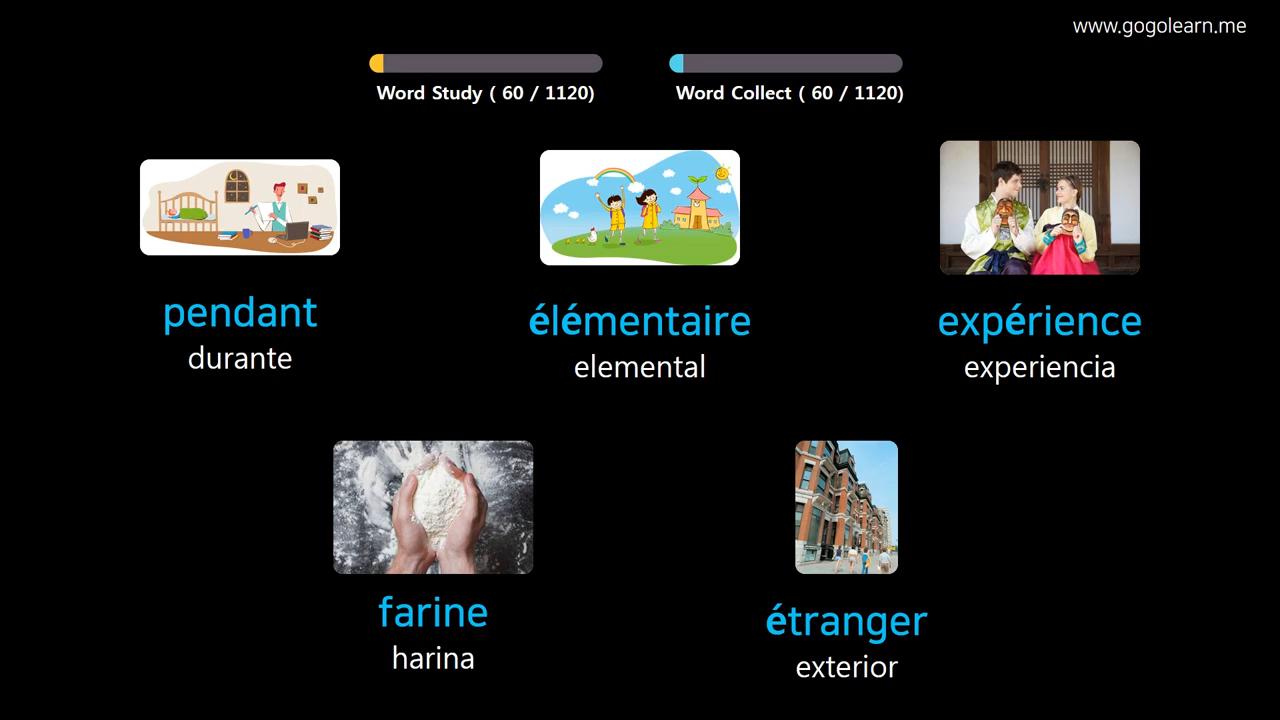 www.gogolearn.me
Word Study ( 60 / 1120)
Word Collect ( 60 / 1120)
pendant
durante
élémentaire
elemental
expérience
experiencia
farine
harina
étranger
exterior